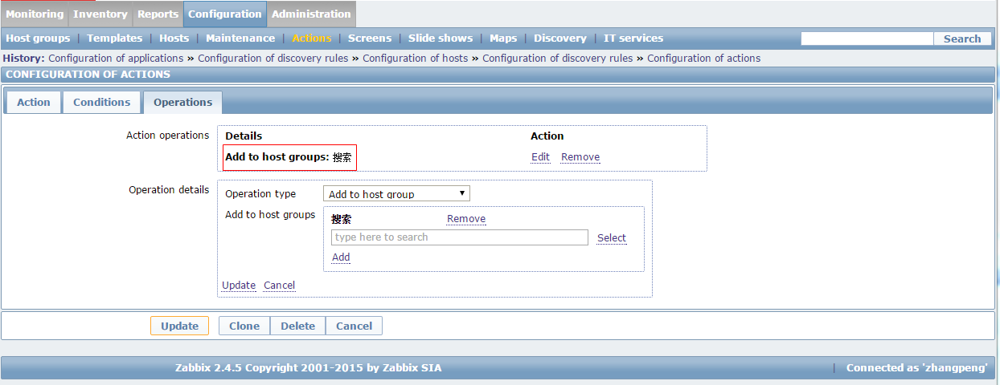 Monitoring Inventory Reports Configuration Administration
Host groups | Templates | Hosts | Maintenance | Actions | Screens | Slide shows | Maps | Discovery | IT services Search
History: Configuration of applications » Configuration of discovery rules » Configuration of hosts » Configuration of discovery rules » Configuration of actions
CONFIGURATION OF ACTIONS
Action Conditions Operations
Action operations Details Action
Add to host groups: 搜索 Edit Remove
Operation details Operation type Add to host group
Add to host groups 搜索 Remove
type here to search Select
Add
Update Cancel
Update Clone Delete Cancel
Zabbix 2.4.5 Copyright 2001-2015 by Zabbix SIA | Connected as 'zhangpeng'